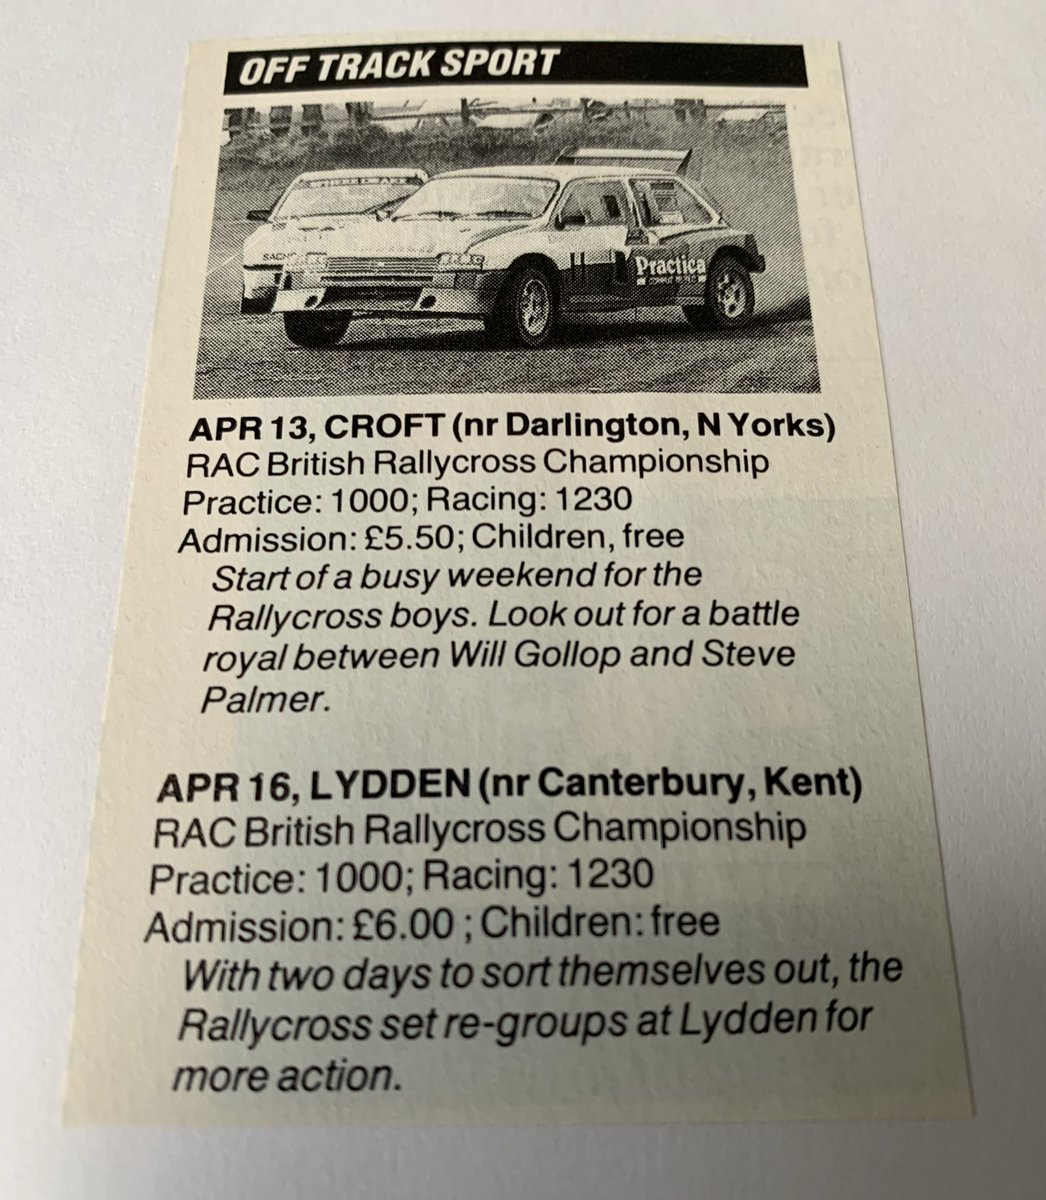 OFF TRACK SPORT
SACHS
Practica
APR 13, CROFT (nr Darlington, N Yorks)
RAC British Rallycross Championship
Practice: 1000; Racing: 1230
Admission: £5.50; Children, free
Start of a busy weekend for the
Rallycross boys. Look out for a battle
royal between Will Gollop and Steve
Palmer.
APR 16, LYDDEN (nr Canterbury, Kent)
RAC British Rallycross Championship
Practice: 1000; Racing: 1230
Admission: £6.00 ; Children: free
With two days to sort themselves out, the
Rallycross set re-groups at Lydden for
more action.